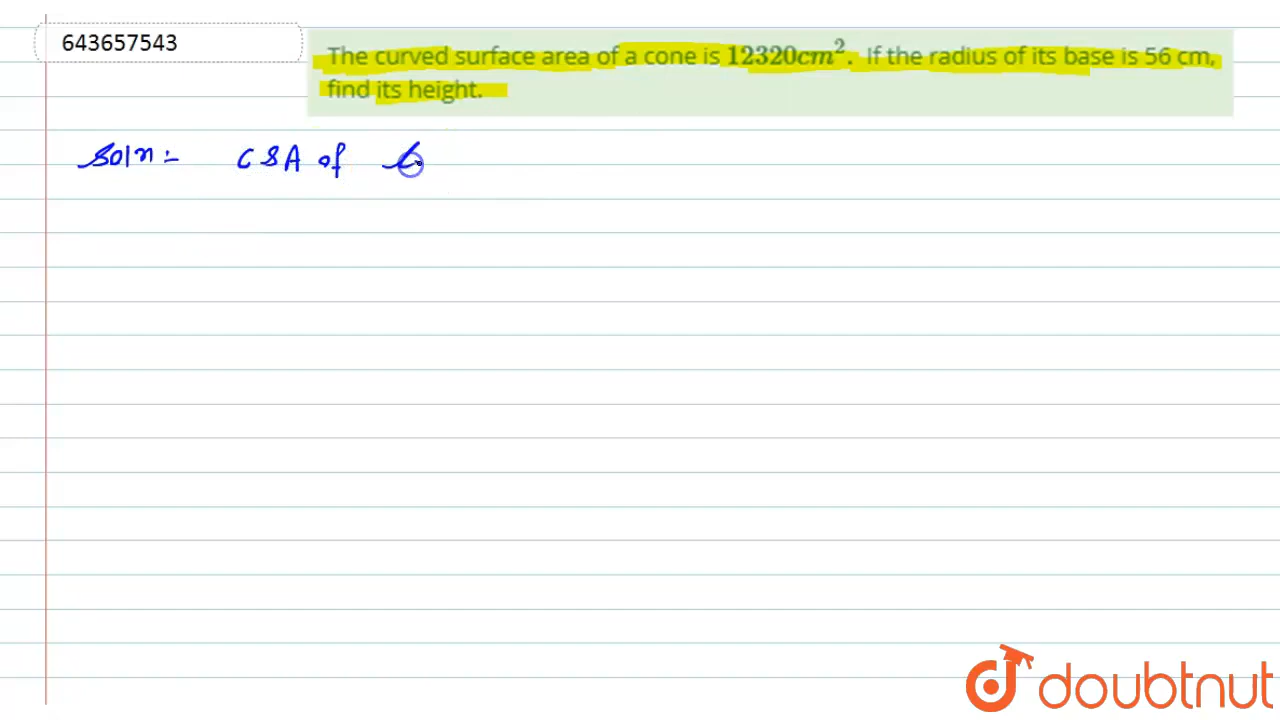 643657543
The curved surface area of a cone is 12320cm². If the radius of its base is 56 cm,
find its height.
Soln:- CSA of
doubtnut